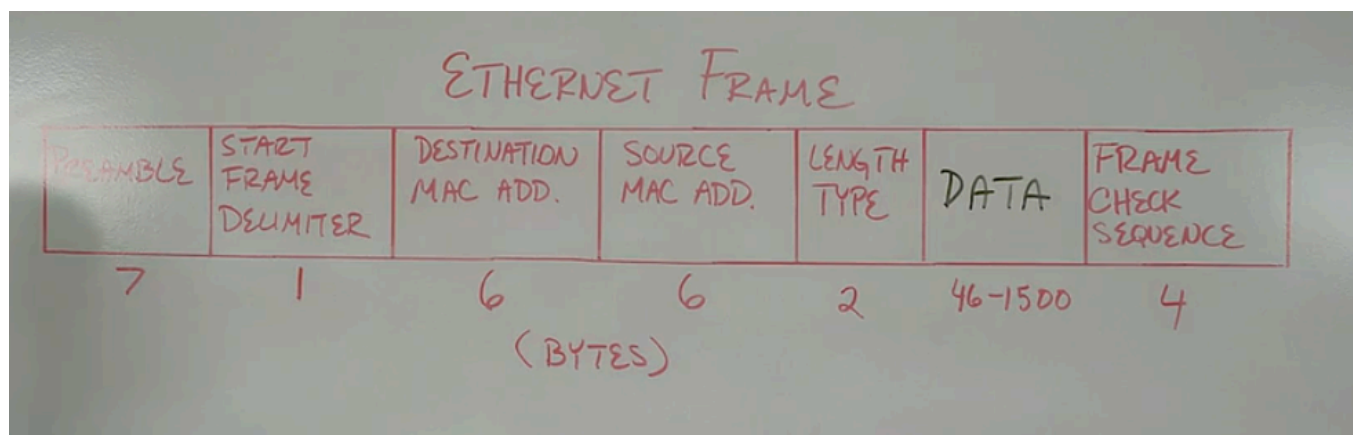 ETHERNET FRAME
PREAMBLE
START
FRAME
DELIMITER
DESTINATION
MAC ADD.
SOURCE
MAC ADD.
LENGTH
TYPE
DATA
FRAME
CHECK
SEQUENCE
7 1 6 6 2 46-1500 4
(BYTES)